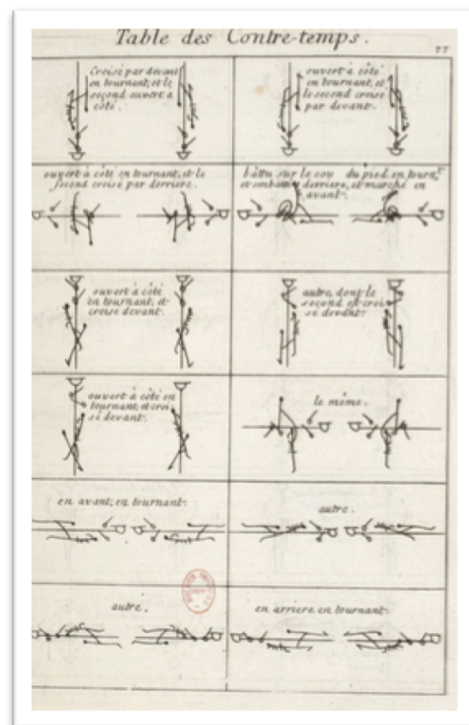 Table des Contre-temps.
77
Croisé par devant
en tournant, et le
second ouvert à
côté.
ouvert à côté
en tournant, et
le second croisé
par devant.
ouvert à côté en tournant, et le
second croisé par derriere.
battu sur le cou du pied en tourn.t
et derriere, et marché en
avant.
ouvert à côté
en tournant, et
croisé devant.
autre, dont le
second est croi
sé devant.
ouvert à côté en
tournant, et croi
sé devant.
le même.
en avant, en tournant.
autre.
autre.
en arriere en tournant.